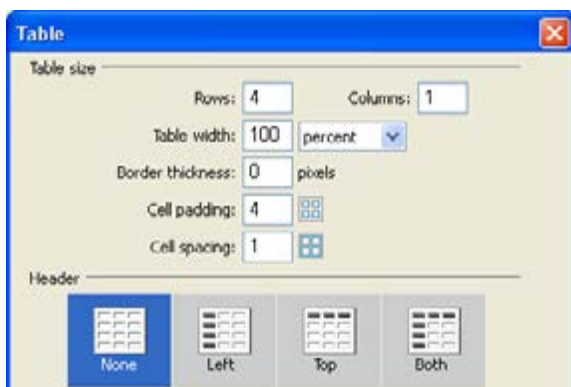 Table
Table size
Rows: 4 Columns: 1
Table width: 100 percent
Border thickness: 0 pixels
Cell padding: 4
Cell spacing: 1
Header
None Left Top Both